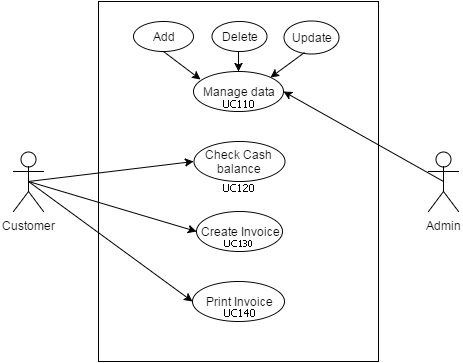 Add
Delete
Update
Manage data
UC110
Check Cash
balance
UC120
Customer
Admin
Create Invoice
UC130
Print Invoice
UC140